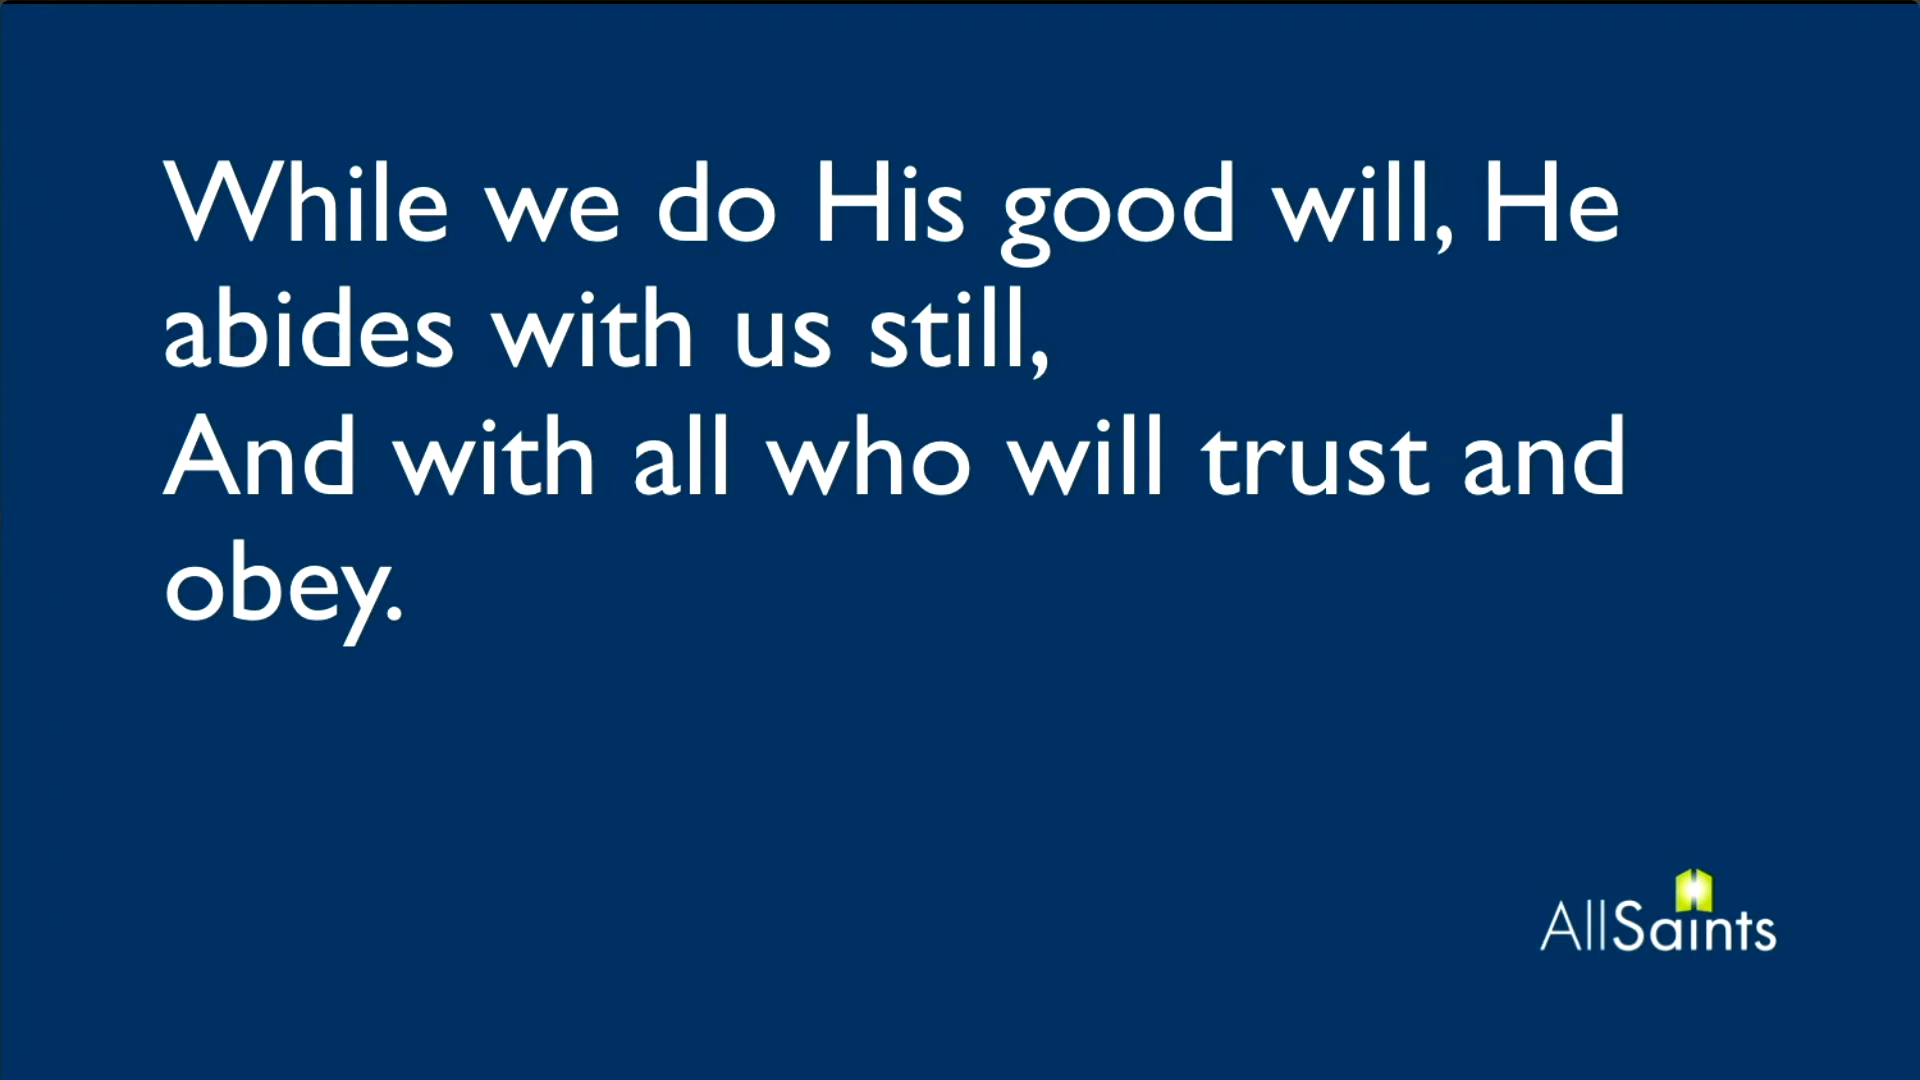 While we do His good will, He
abides with us still,
And with all who will trust and
obey.
AllSaints